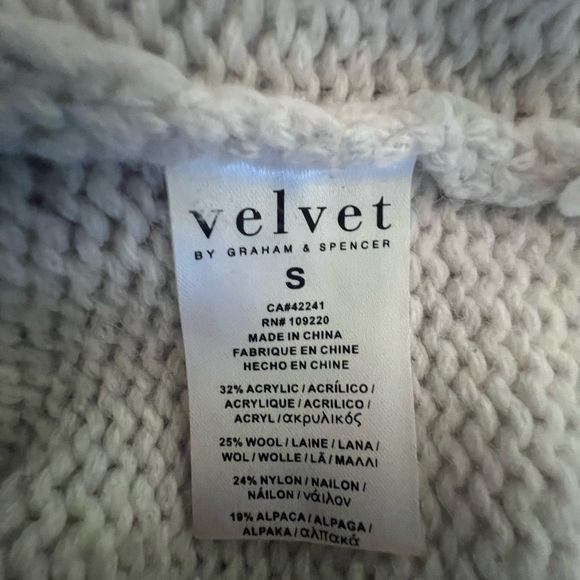 velvet
BY GRAHAM & SPENCER
S
CA#42241
RN# 109220
MADE IN CHINA
FABRIQUE EN CHINE
HECHO EN CHINE
32% ACRYLIC / ACRÍLICO /
ACRYLIQUE / ACRILICO /
ACRYL / ακρυλικός
25% WOOL / LAINE / LANA /
WOL / WOLLE / LÃ / ΜΑΛΛΙ
24% NYLON / NAILON /
NÁILON / νάιλον
19% ALPACA / ALPAGA /
ALPAKA / αλπακά